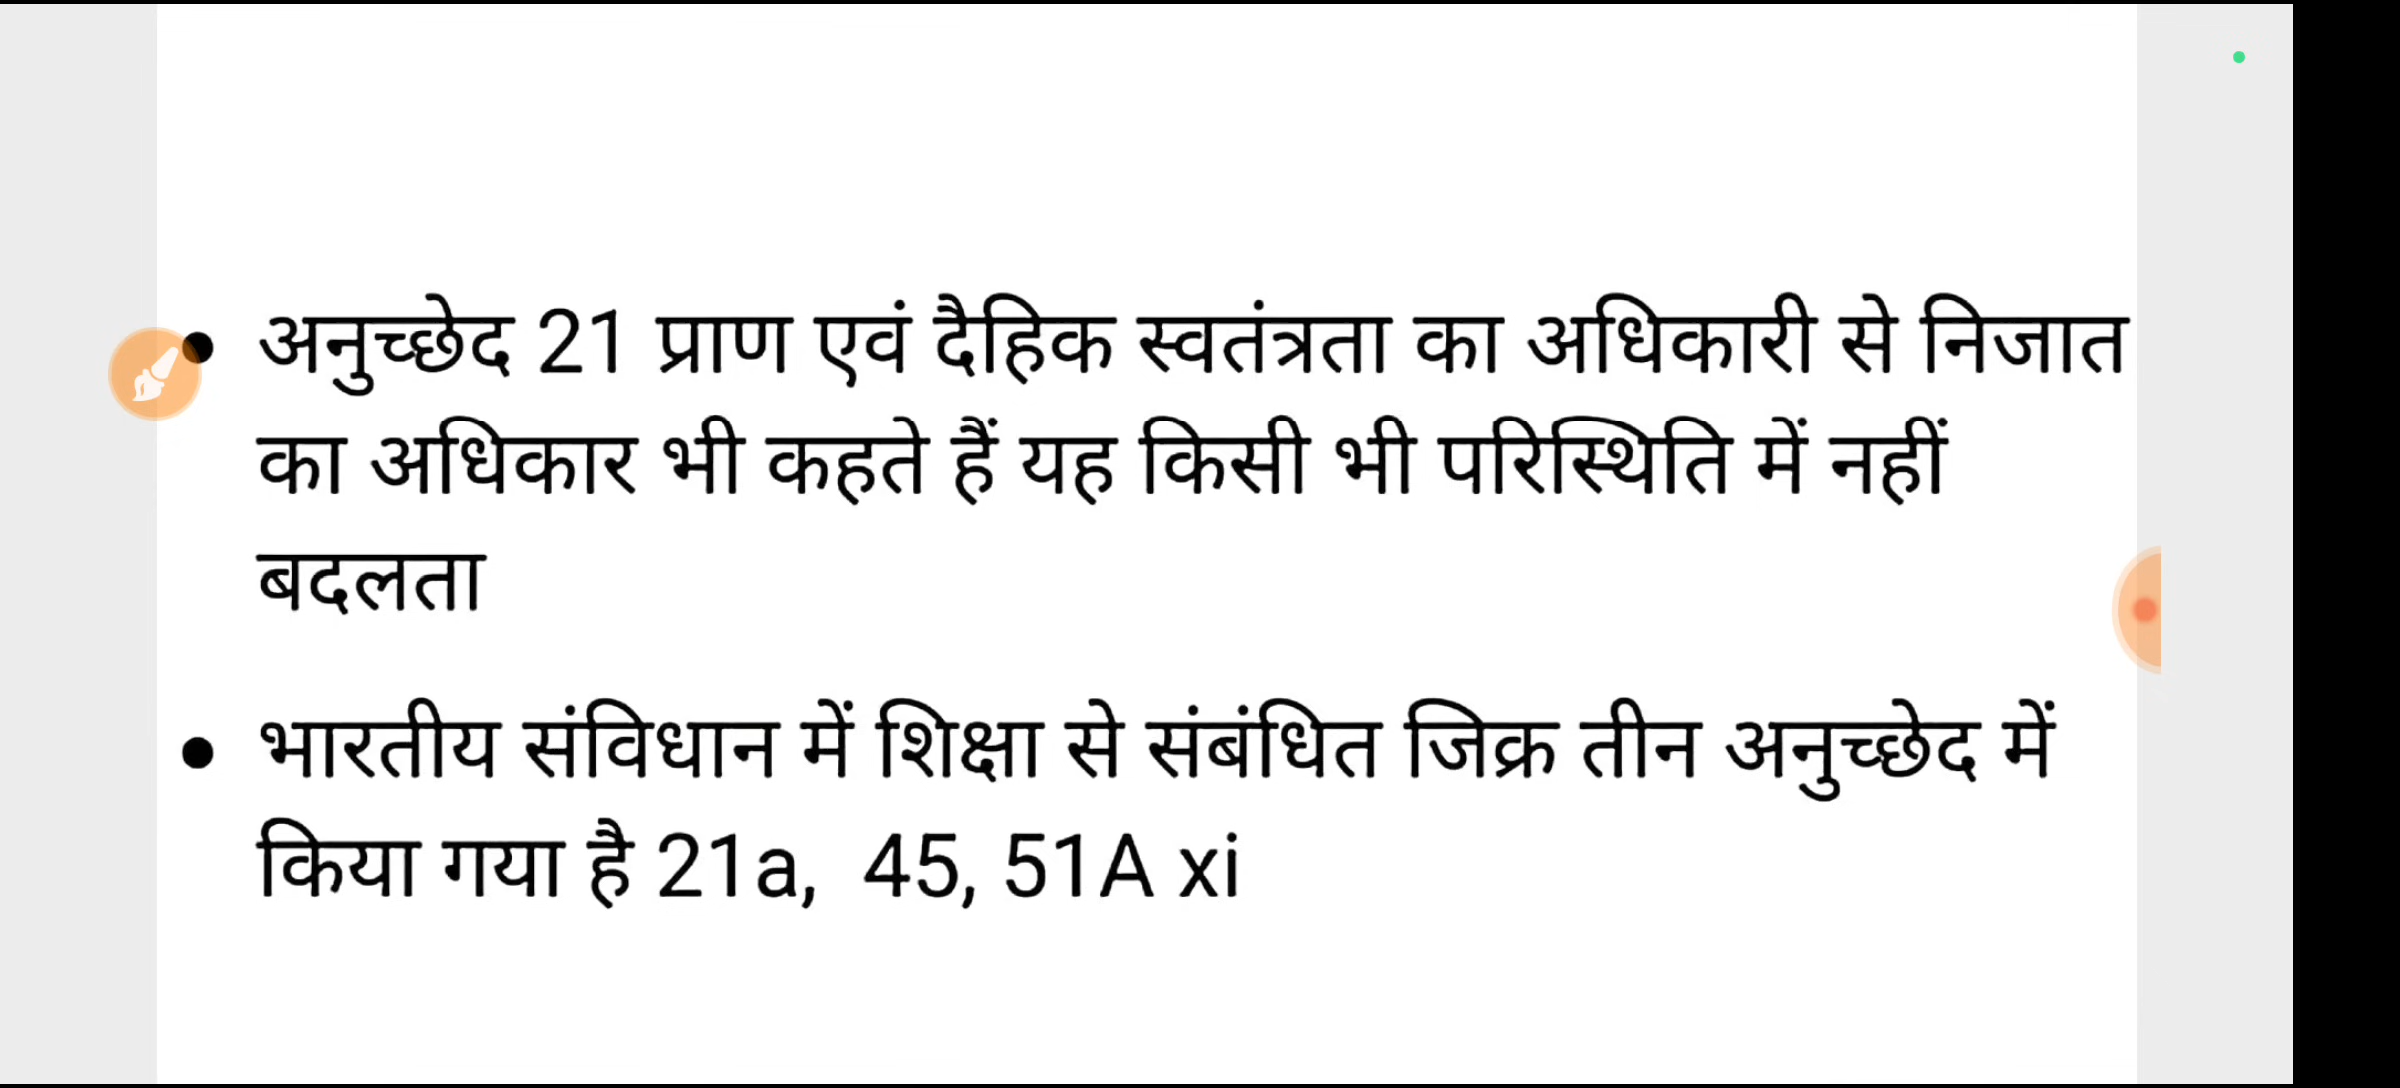 • अनुच्छेद 21 प्राण एवं दैहिक स्वतंत्रता का अधिकारी से निजात
का अधिकार भी कहते हैं यह किसी भी परिस्थिति में नहीं
बदलता
• भारतीय संविधान में शिक्षा से संबंधित जिक्र तीन अनुच्छेद में
किया गया है 21a, 45, 51A xi